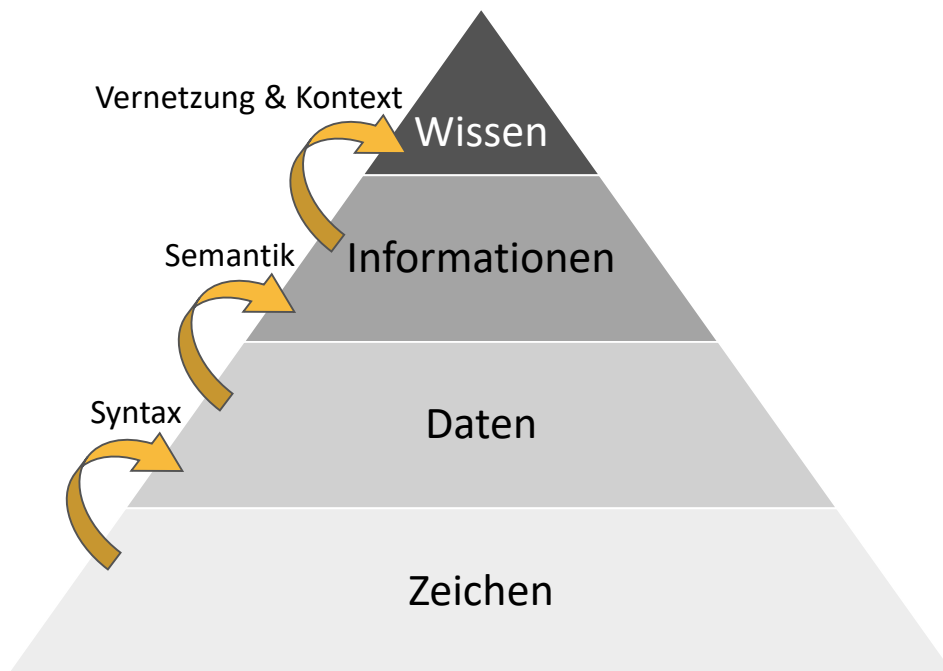 Vernetzung & Kontext
Wissen
Semantik
Informationen
Syntax
Daten
Zeichen